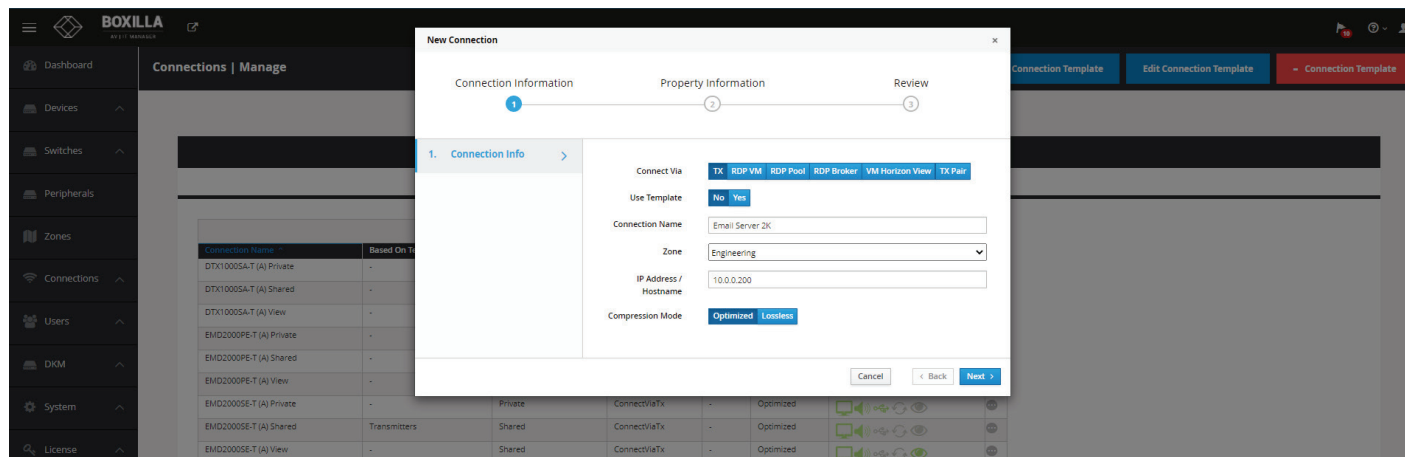 BOXILLA
AV / IT MANAGER
10
Dashboard
Devices
Switches
Peripherals
Zones
Connections
Users
DKM
System
License
Connections | Manage
Connection Template
Edit Connection Template
- Connection Template
New Connection
×
Connection Information
Property Information
Review
1
2
3
1. Connection Info
Connect Via
TX RDP VM RDP Pool RDP Broker VM Horizon View TX Pair
Use Template
No Yes
Connection Name
Email Server 2K
Zone
Engineering
IP Address /
Hostname
10.0.0.200
Compression Mode
Optimized Lossless
Cancel
< Back
Next >
Connection Name Based On Te
DTX1000SA-T (A) Private -
DTX1000SA-T (A) Shared -
DTX1000SA-T (A) View -
EMD2000PE-T (A) Private -
EMD2000PE-T (A) Shared -
EMD2000PE-T (A) View -
EMD2000SE-T (A) Private - Private ConnectViaTx - Optimized
EMD2000SE-T (A) Shared Transmitters Shared ConnectViaTx - Optimized
EMD2000SE-T (A) View - Shared ConnectViaTx - Optimized